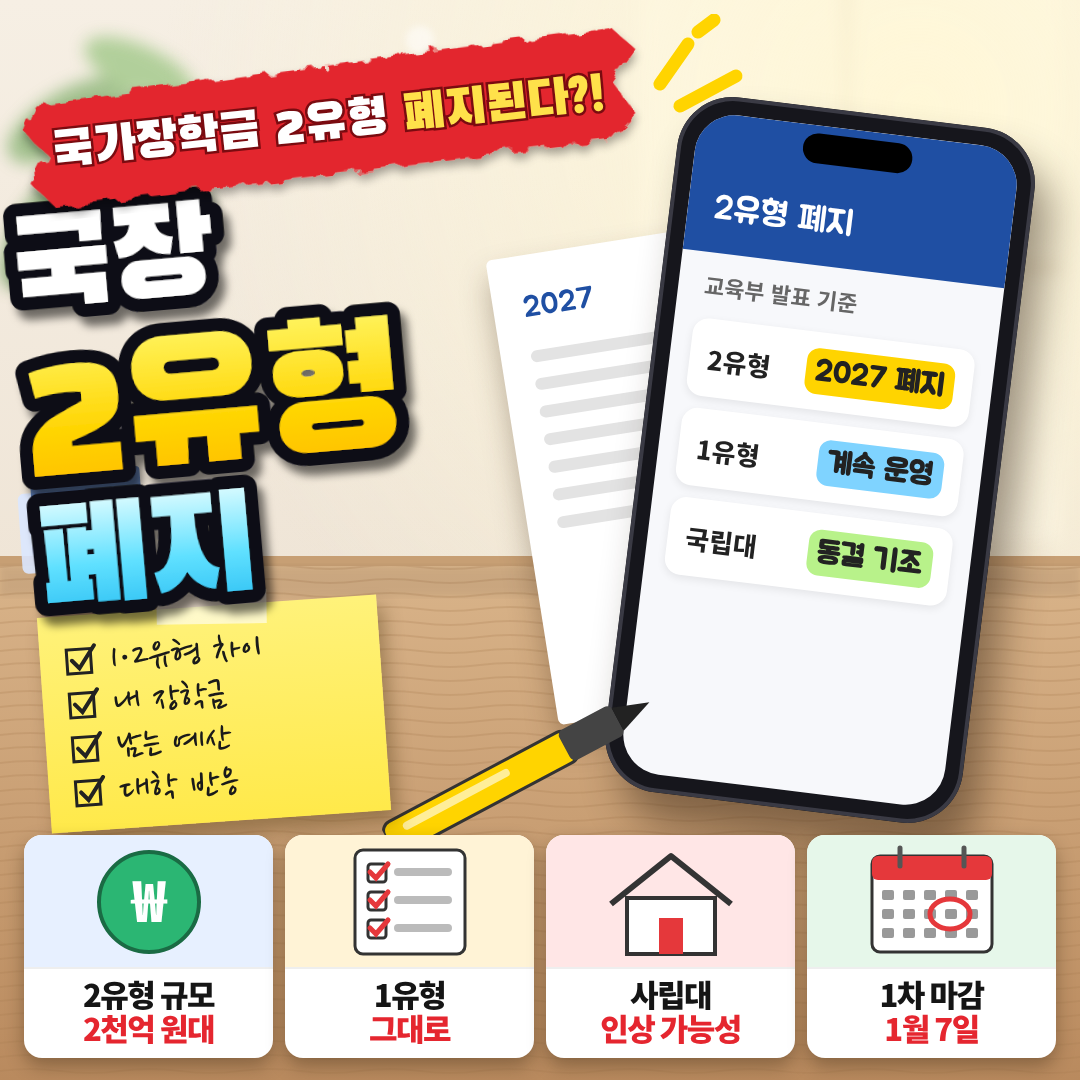 국가장학금 2유형 폐지된다?!
국장
2유형
폐지
2027
2유형 폐지
교육부 발표 기준
2유형 2027 폐지
1유형 계속 운영
국립대 동결 기조
1·2유형 차이
내 장학금
남는 예산
대학 반응
₩
2유형 규모
2천억 원대
1유형
그대로
사립대
인상 가능성
1차 마감
1월 7일